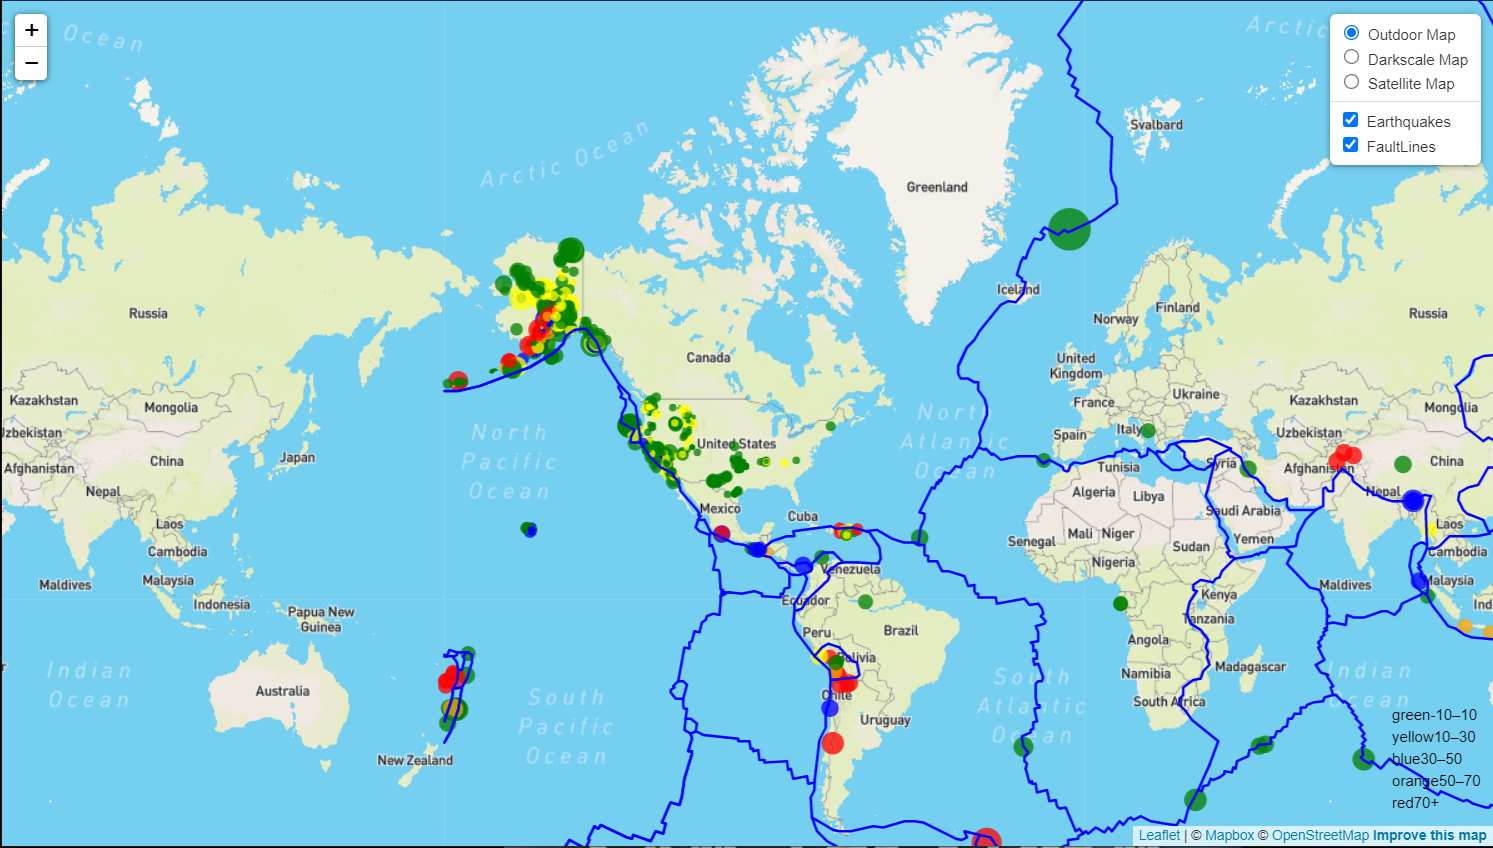 +
−
Ocean
Arctic Ocean
Arctic
Outdoor Map
Darkscale Map
Satellite Map
Earthquakes
FaultLines
Svalbard
Greenland
Iceland
Finland
Norway
Russia
Russia
United
Kingdom
Canada
Ukraine
France
Kazakhstan
Kazakhstan
Mongolia
Mongolia
Uzbekistan
Uzbekistan
North
Pacific
Ocean
North
Atlantic
Ocean
Spain
Italy
United States
Japan
China
China
Afghanistan
Afghanistan
Syria
Tunisia
Algeria
Libya
Nepal
Nepal
Mexico
Cuba
Saudi Arabia
Laos
Laos
Mali
Niger
Senegal
Sudan
Yemen
Cambodia
Cambodia
Nigeria
Venezuela
Maldives
Maldives
Malaysia
Malaysia
Indonesia
Ind
Papua New
Guinea
Ecuador
Kenya
Tanzania
Peru
Brazil
Angola
Bolivia
Indian
Ocean
Australia
South
Pacific
Ocean
Chile
South
Atlantic
Ocean
Namibia
Madagascar
Indian
Ocean
South Africa
Uruguay
New Zealand
green-10–10
yellow10–30
blue30–50
orange50–70
red70+
Leaflet | © Mapbox © OpenStreetMap Improve this map